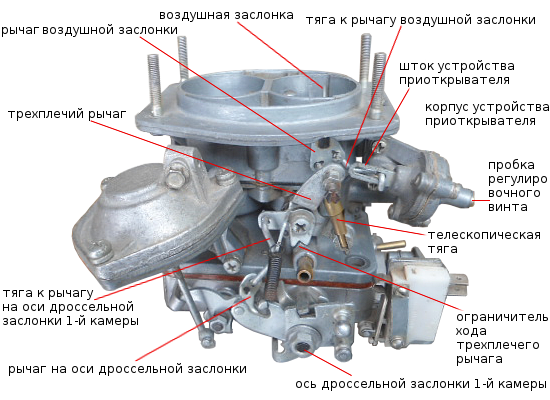 воздушная заслонка
тяга к рычагу воздушной заслонки
рычаг воздушной заслонки
шток устройства
приоткрывателя
трехплечий рычаг
корпус устройства
приоткрывателя
пробка
регулиро
вочного
винта
телескопическая
тяга
тяга к рычагу
на оси дроссельной
заслонки 1-й камеры
ограничитель
хода
трехплечего
рычага
рычаг на оси дроссельной заслонки
ось дроссельной заслонки 1-й камеры